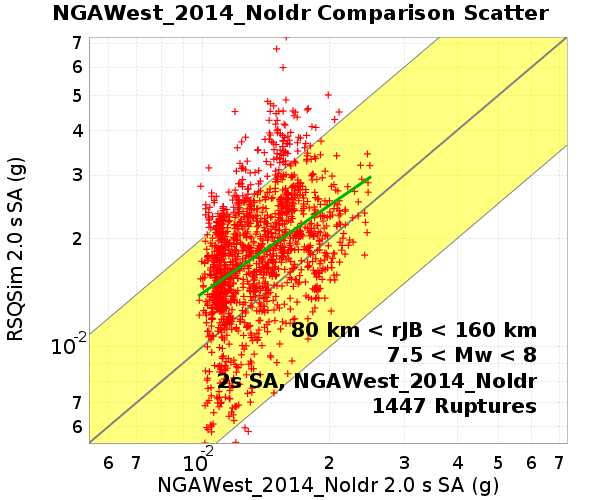 NGAWest_2014_NoIdr Comparison Scatter
7
6
5
4
3
2
10-2
7
6
RSQSim 2.0 s SA (g)
80 km < rJB < 160 km
7.5 < Mw < 8
2s SA, NGAWest_2014_NoIdr
1447 Ruptures
6 7 10-2 2 3 4 5 6 7
NGAWest_2014_NoIdr 2.0 s SA (g)